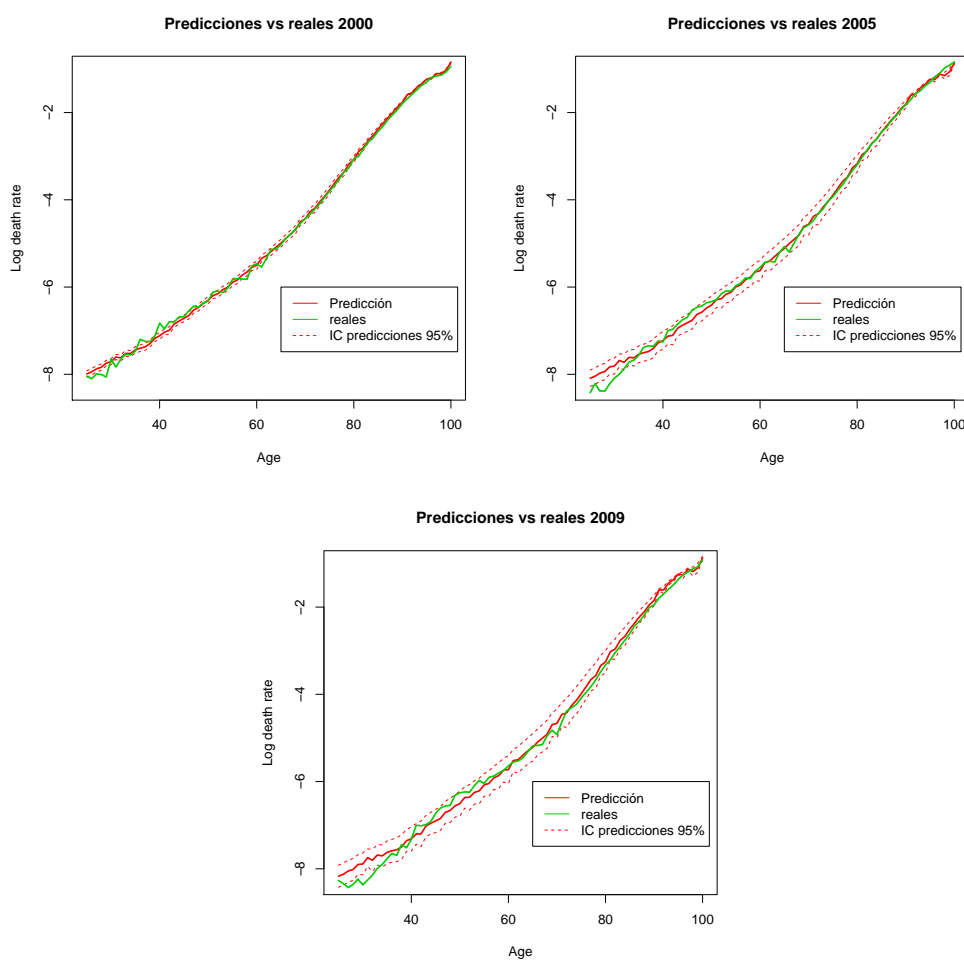 Predicciones vs reales 2000
Log death rate
-2
-4
-6
-8
Predicción
reales
IC predicciones 95%
40 60 80 100
Age
Predicciones vs reales 2005
Log death rate
-2
-4
-6
-8
Predicción
reales
IC predicciones 95%
40 60 80 100
Age
Predicciones vs reales 2009
Log death rate
-2
-4
-6
-8
Predicción
reales
IC predicciones 95%
40 60 80 100
Age